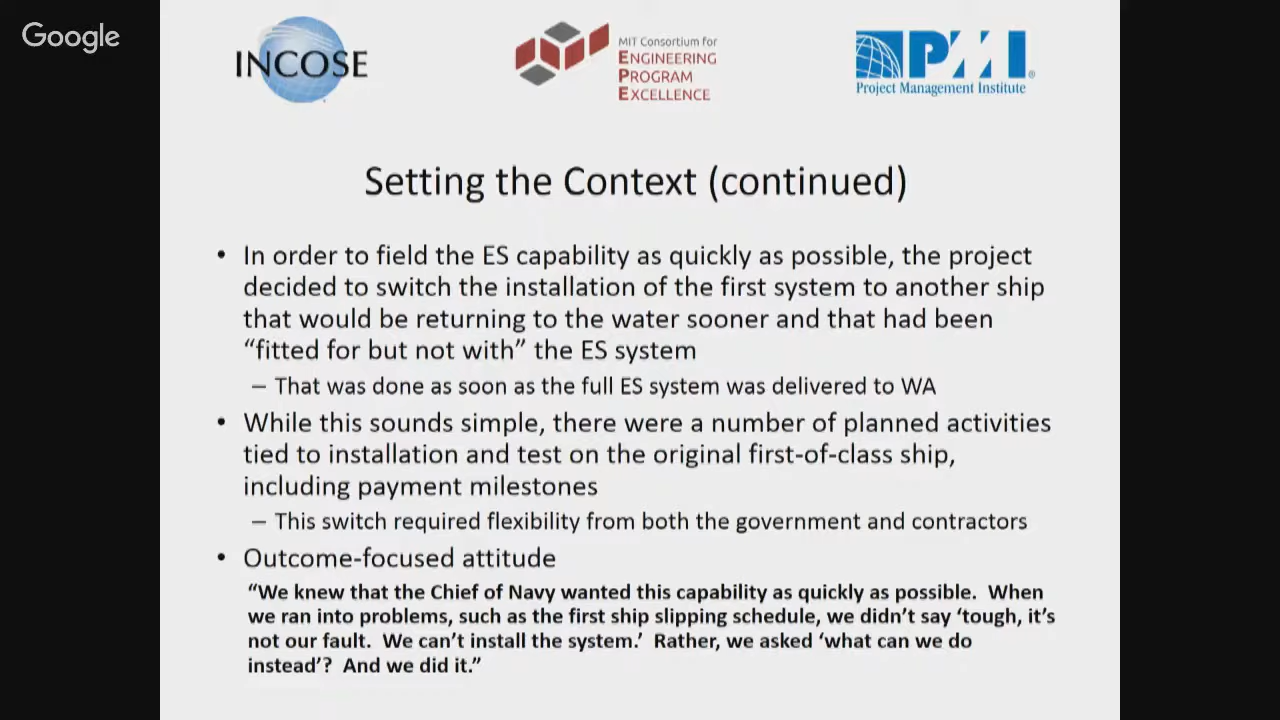 Google
INCOSE
MIT Consortium for
ENGINEERING
PROGRAM
EXCELLENCE
PMI
Project Management Institute
Setting the Context (continued)
• In order to field the ES capability as quickly as possible, the project
decided to switch the installation of the first system to another ship
that would be returning to the water sooner and that had been
“fitted for but not with” the ES system
– That was done as soon as the full ES system was delivered to WA
• While this sounds simple, there were a number of planned activities
tied to installation and test on the original first-of-class ship,
including payment milestones
– This switch required flexibility from both the government and contractors
• Outcome-focused attitude
“We knew that the Chief of Navy wanted this capability as quickly as possible.  When
we ran into problems, such as the first ship slipping schedule, we didn’t say ‘tough, it’s
not our fault.  We can’t install the system.’  Rather, we asked ‘what can we do
instead’?  And we did it.”